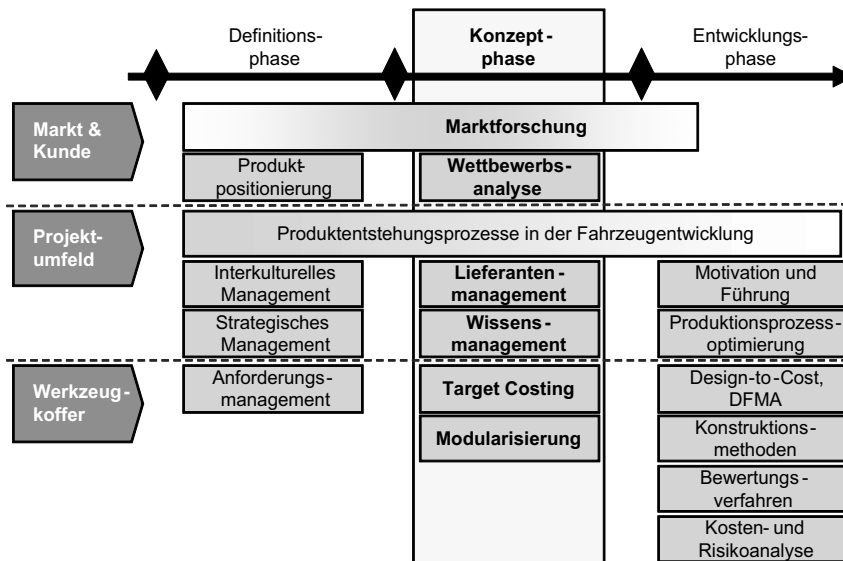 Definitions-
phase
Konzept-
phase
Entwicklungs-
phase
Markt &
Kunde
Marktforschung
Produkt-
positionierung
Wettbewerbs-
analyse
Projekt-
umfeld
Produktentstehungsprozesse in der Fahrzeugentwicklung
Interkulturelles
Management
Lieferanten-
management
Motivation und
Führung
Strategisches
Management
Wissens-
management
Produktionsprozess-
optimierung
Werkzeug-
koffer
Anforderungs-
management
Target Costing
Design-to-Cost,
DFMA
Modularisierung
Konstruktions-
methoden
Bewertungs-
verfahren
Kosten- und
Risikoanalyse